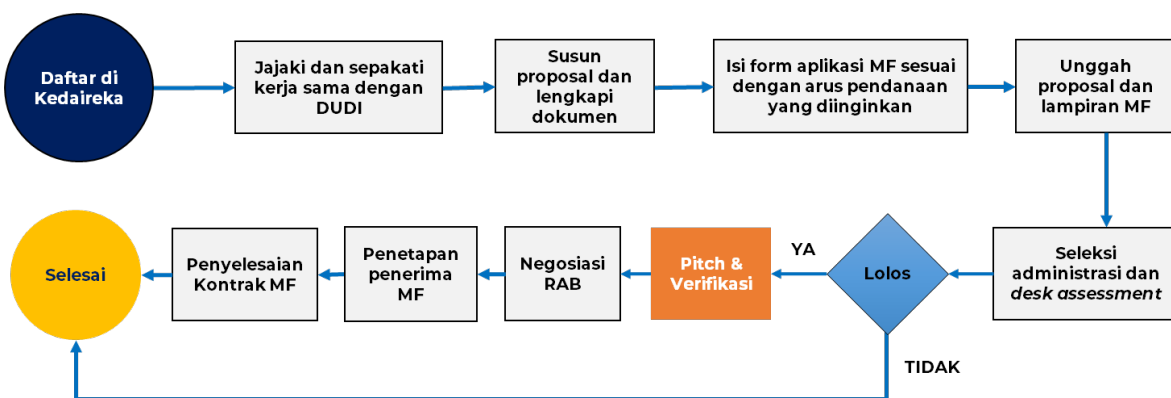 Daftar di
Kedaireka
Jajaki dan sepakati
kerja sama dengan
DUDI
Susun
proposal dan
lengkapi
dokumen
Isi form aplikasi MF sesuai
dengan arus pendanaan
yang diinginkan
Unggah
proposal dan
lampiran MF
Seleksi
administrasi dan
desk assessment
Lolos
YA
TIDAK
Pitch &
Verifikasi
Negosiasi
RAB
Penetapan
penerima
MF
Penyelesaian
Kontrak MF
Selesai